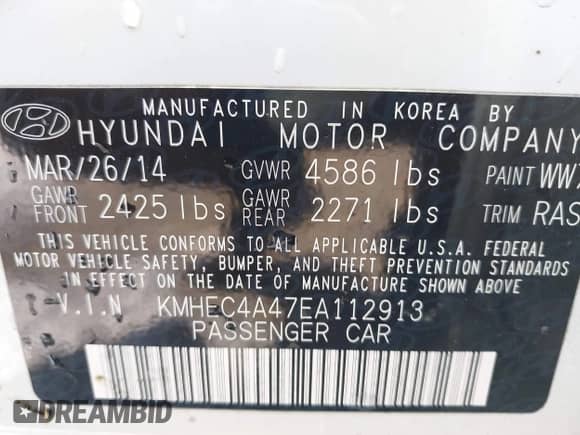 MANUFACTURED IN KOREA BY
HYUNDAI MOTOR COMPANY
MAR/26/14 GVWR 4586 lbs PAINT WW
GAWR FRONT 2425 lbs GAWR REAR 2271 lbs TRIM RAS
THIS VEHICLE CONFORMS TO ALL APPLICABLE U.S.A. FEDERAL
MOTOR VEHICLE SAFETY, BUMPER, AND THEFT PREVENTION STANDARDS
IN EFFECT ON THE DATE OF MANUFACTURE SHOWN ABOVE
V.I.N KMHEC4A47EA112913
PASSENGER CAR
DREAMBID